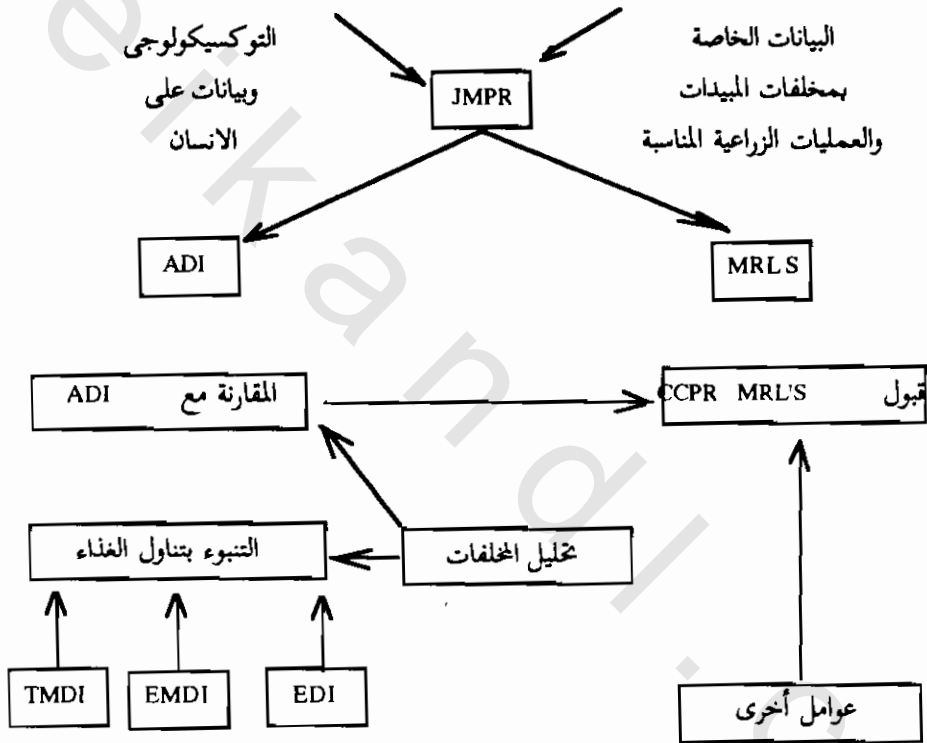 البيانات الخاصة
بمخلفات المبيدات
والعمليات الزراعية المناسبة
التوكسيكولوجى
وبيانات على
الانسان
JMPR
MRLS
ADI
قبول CCPR MRL'S
المقارنة مع ADI
تحليل المخلفات
التنبوء بتناول الغذاء
TMDI
EMDI
EDI
عوامل أخرى
eikandl.c